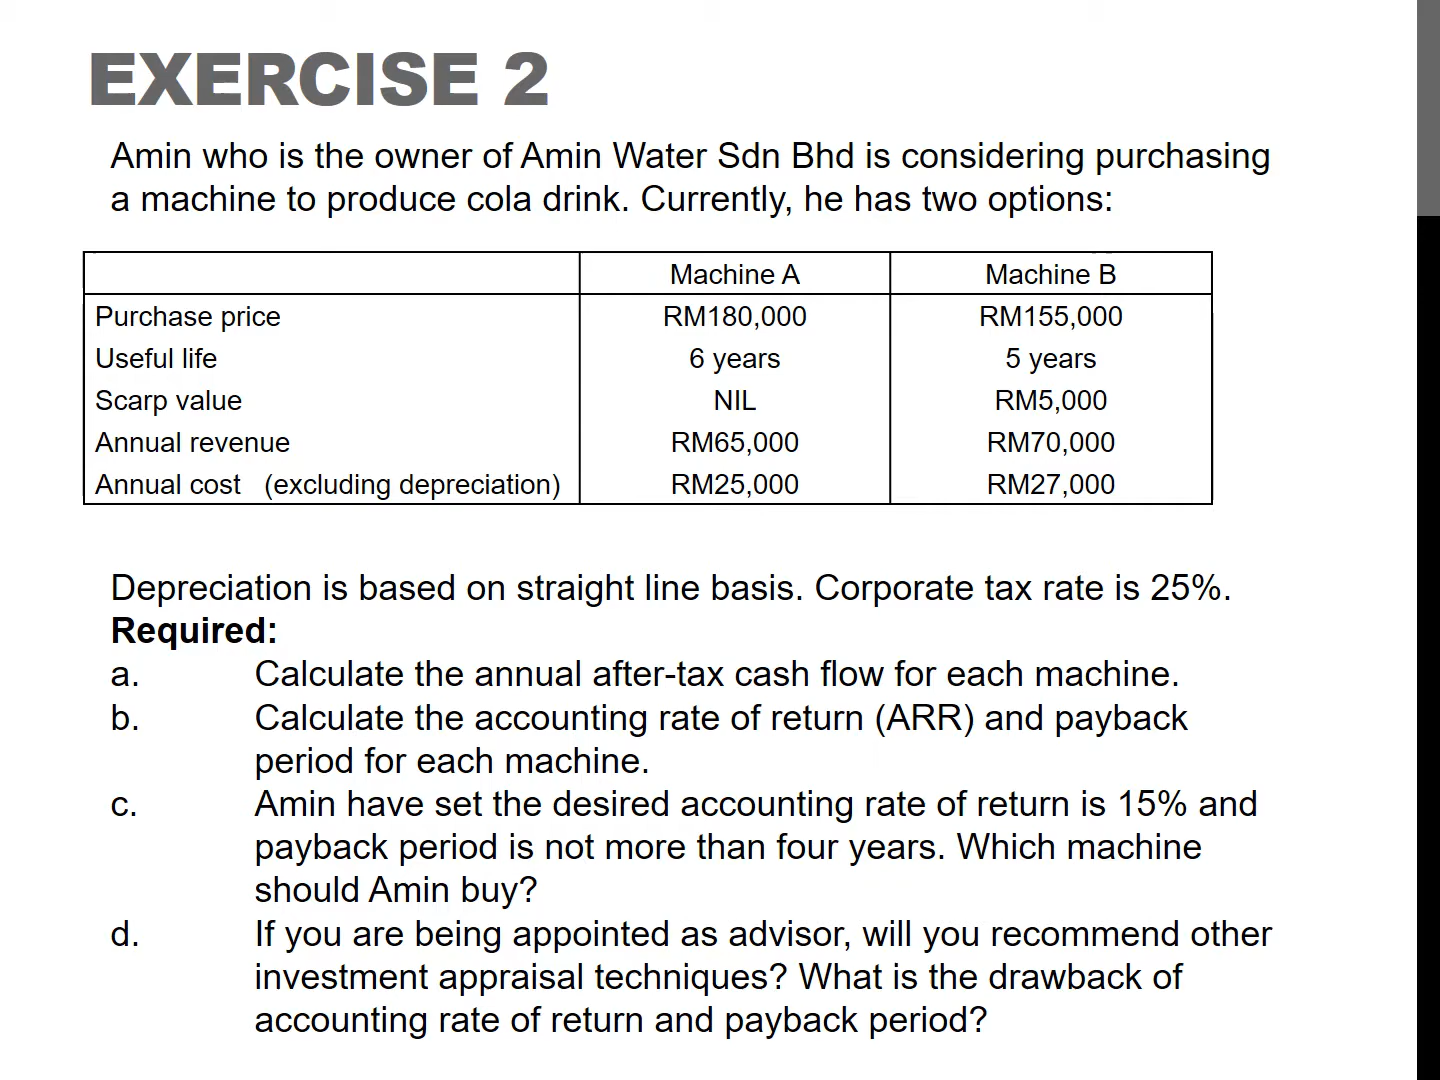 EXERCISE 2
Amin who is the owner of Amin Water Sdn Bhd is considering purchasing
a machine to produce cola drink. Currently, he has two options:
Machine A Machine B
Purchase price RM180,000 RM155,000
Useful life 6 years 5 years
Scarp value NIL RM5,000
Annual revenue RM65,000 RM70,000
Annual cost (excluding depreciation) RM25,000 RM27,000
Depreciation is based on straight line basis. Corporate tax rate is 25%.
Required:
a. Calculate the annual after-tax cash flow for each machine.
b. Calculate the accounting rate of return (ARR) and payback
period for each machine.
c. Amin have set the desired accounting rate of return is 15% and
payback period is not more than four years. Which machine
should Amin buy?
d. If you are being appointed as advisor, will you recommend other
investment appraisal techniques? What is the drawback of
accounting rate of return and payback period?